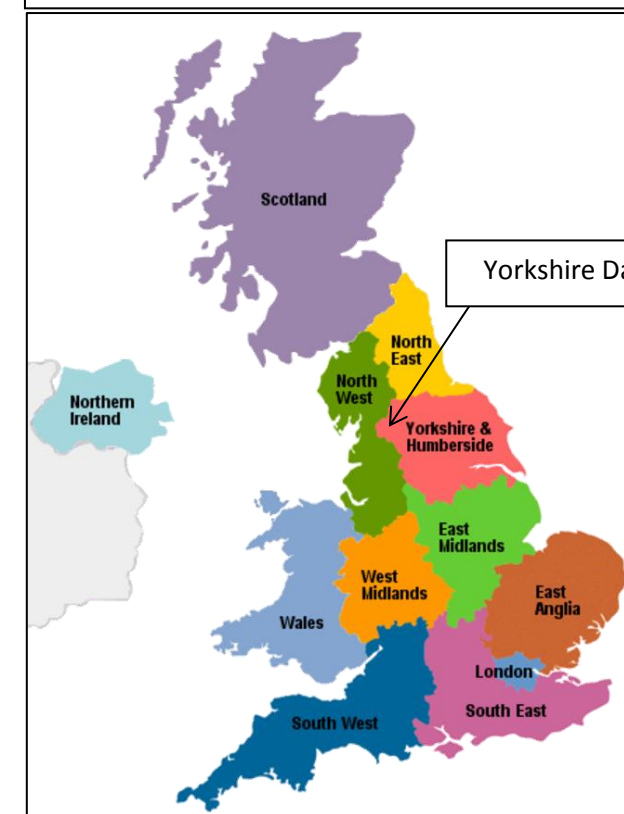 Scotland
Yorkshire Da
North
East
North
West
Northern
Ireland
Yorkshire &
Humberside
East
Midlands
West
Midlands
East
Anglia
Wales
London
South East
South West